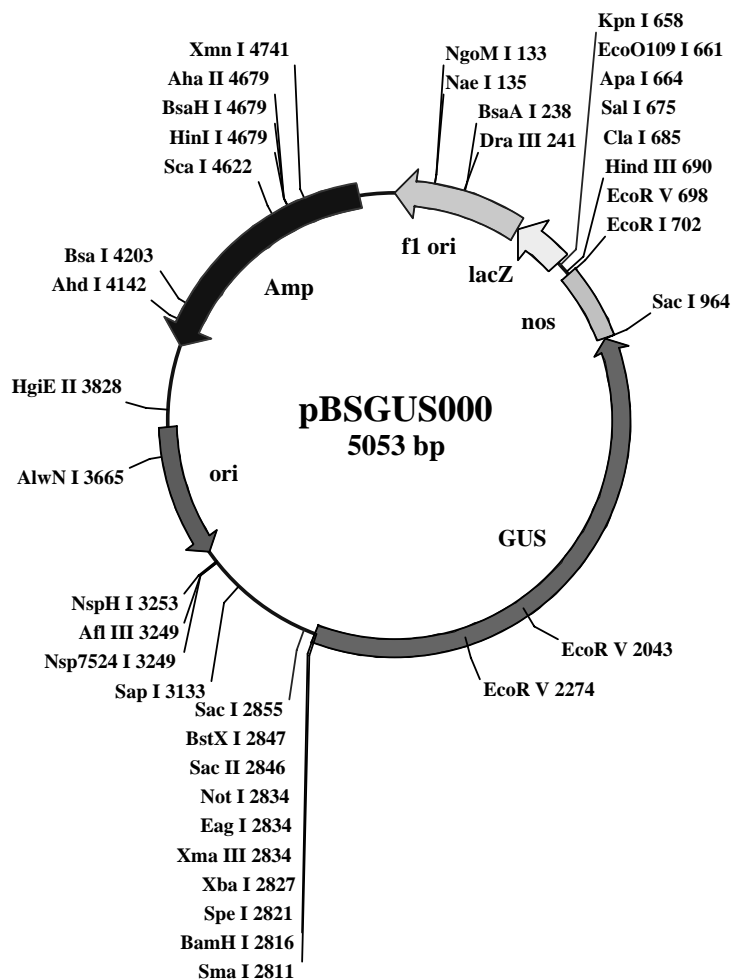 Kpn I 658
EcoO109 I 661
Apa I 664
Sal I 675
Cla I 685
Hind III 690
EcoR V 698
EcoR I 702
Xmn I 4741
Aha II 4679
BsaH I 4679
HinI I 4679
Sca I 4622
NgoM I 133
Nae I 135
BsaA I 238
Dra III 241
Bsa I 4203
Ahd I 4142
Amp
f1 ori
lacZ
nos
Sac I 964
HgiE II 3828
AlwN I 3665
pBSGUS000
5053 bp
ori
GUS
NspH I 3253
Afl III 3249
Nsp7524 I 3249
Sap I 3133
EcoR V 2043
EcoR V 2274
Sac I 2855
BstX I 2847
Sac II 2846
Not I 2834
Eag I 2834
Xma III 2834
Xba I 2827
Spe I 2821
BamH I 2816
Sma I 2811